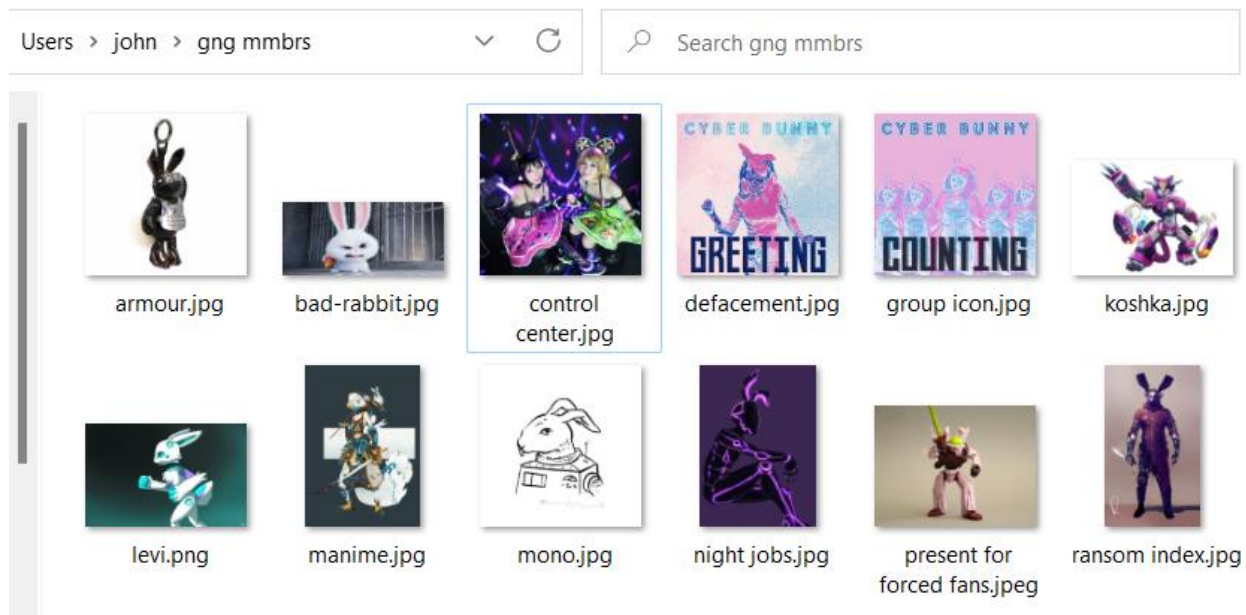 Users > john > gng mmbrs
Search gng mmbrs
CYBER BUNNY
GREETING
CYBER BUNNY
COUNTING
armour.jpg
bad-rabbit.jpg
control
center.jpg
defacement.jpg
group icon.jpg
koshka.jpg
levi.png
manime.jpg
mono.jpg
night jobs.jpg
present for
forced fans.jpeg
ransom index.jpg